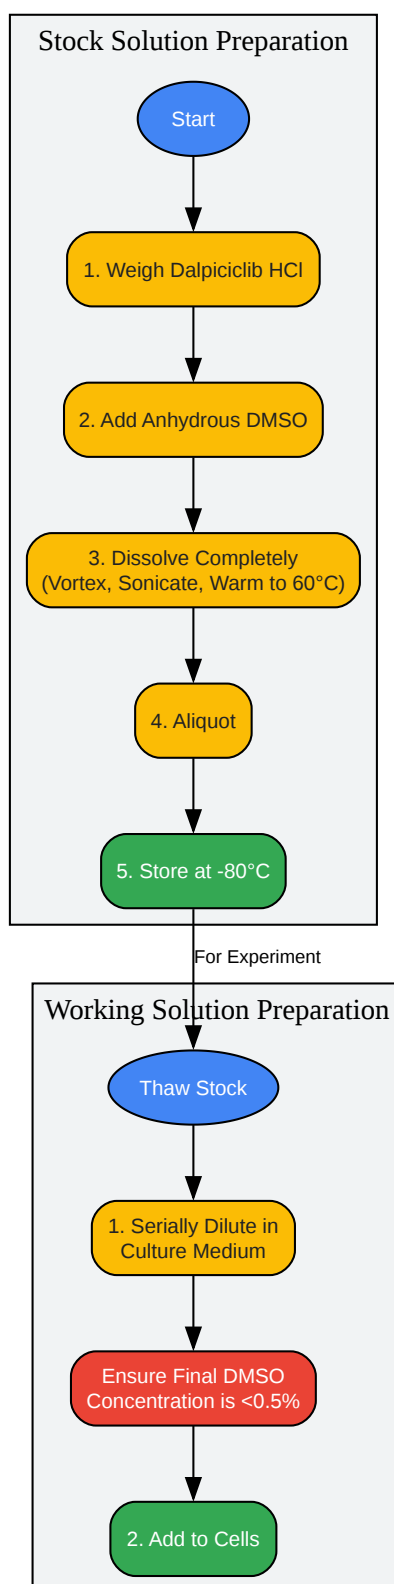 Stock Solution Preparation
Start
1. Weigh Dalpiciclib HCl
2. Add Anhydrous DMSO
3. Dissolve Completely
(Vortex, Sonicate, Warm to 60°C)
4. Aliquot
5. Store at -80°C
For Experiment
Working Solution Preparation
Thaw Stock
1. Serially Dilute in
Culture Medium
Ensure Final DMSO
Concentration is <0.5%
2. Add to Cells